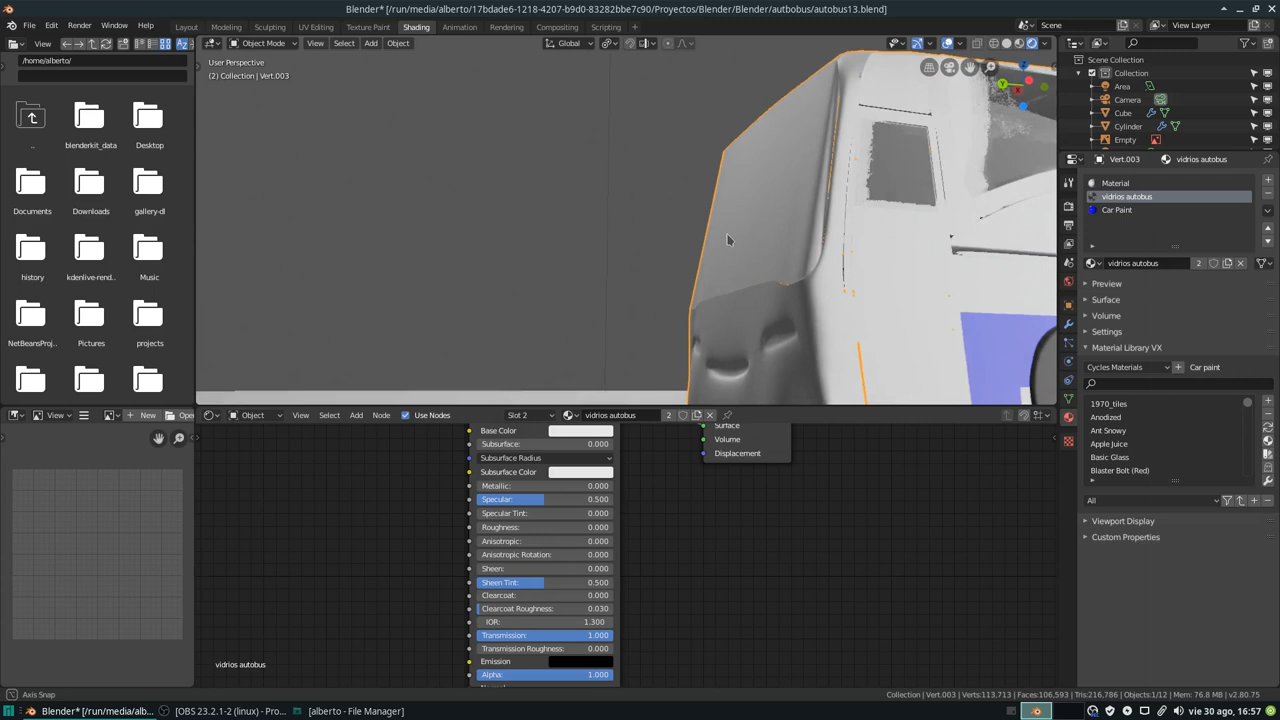 Blender* [/run/media/alberto/17bdade6-1218-4207-b9d0-83282bbe7c90/Proyectos/Blender/Blender/autbobus/autobus13.blend]
File Edit Render Window Help Layout Modeling Sculpting UV Editing Texture Paint Shading Animation Rendering Compositing Scripting Scene View Layer
View Object Mode View Select Add Object Global
/home/alberto/
User Perspective
(2) Collection | Vert.003
Scene Collection
Collection
Area
Camera
Cube
Cylinder
Empty
.. blenderkit_data Desktop
Documents Downloads gallery-dl
history kdenlive-rend.. Music
NetBeansProj.. Pictures projects
Vert.003 vidrios autobus
Material
vidrios autobus
Car Paint
vidrios autobus 2
Preview
Surface
Volume
Settings
Material Library VX
Cycles Materials Car paint
1970_tiles
Anodized
Ant Snowy
Apple Juice
Basic Glass
Blaster Bolt (Red)
All
Viewport Display
Custom Properties
View New Open
Object View Select Add Node Use Nodes Slot 2 vidrios autobus 2
Base Color
Subsurface: 0.000
Subsurface Radius
Subsurface Color
Metallic: 0.000
Specular: 0.500
Specular Tint: 0.000
Roughness: 0.000
Anisotropic: 0.000
Anisotropic Rotation: 0.000
Sheen: 0.000
Sheen Tint: 0.500
Clearcoat: 0.000
Clearcoat Roughness: 0.030
IOR: 1.300
Transmission: 1.000
Transmission Roughness: 0.000
Emission
Alpha: 1.000
Surface
Volume
Displacement
vidrios autobus
Axis Snap
Collection | Vert.003 | Verts:113,713 | Faces:106,593 | Tris:216,786 | Objects:1/12 | Mem: 76.8 MB | v2.80.75
Blender* [/run/media/alb... [OBS 23.2.1-2 (linux) - Pro... [alberto - File Manager] vie 30 ago, 16:57